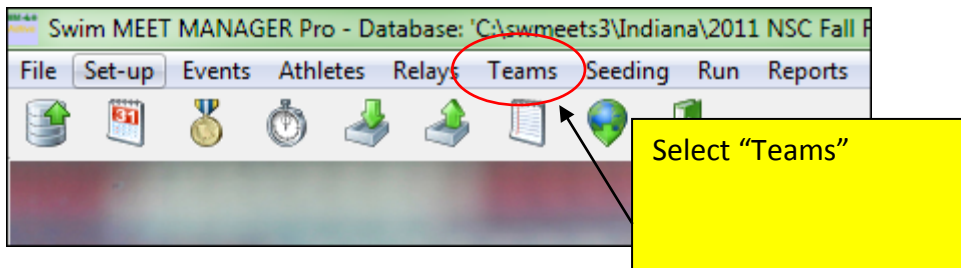 Swim MEET MANAGER Pro - Database: 'C:\swmeets3\Indiana\2011 NSC Fall F
File Set-up Events Athletes Relays Teams Seeding Run Reports
31
Select “Teams”